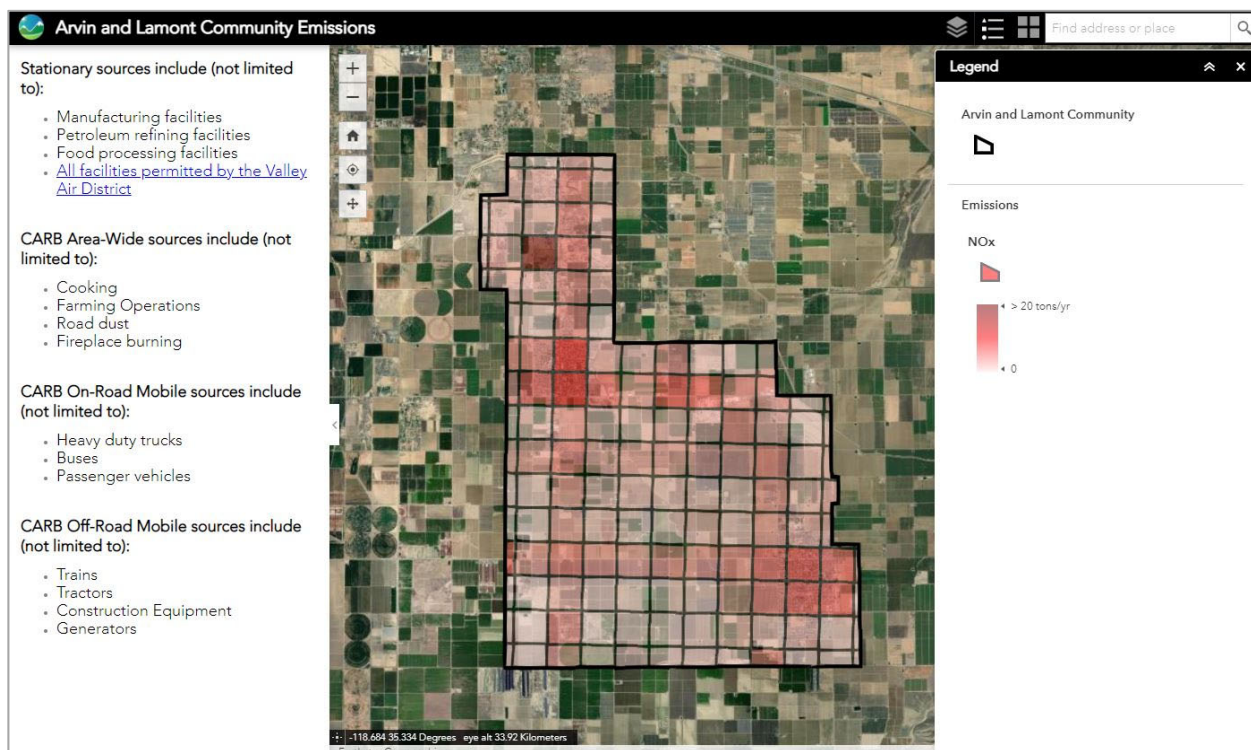 Arvin and Lamont Community Emissions
Find address or place
Stationary sources include (not limited
to):
Manufacturing facilities
Petroleum refining facilities
Food processing facilities
All facilities permitted by the Valley
Air District
CARB Area-Wide sources include (not
limited to):
Cooking
Farming Operations
Road dust
Fireplace burning
CARB On-Road Mobile sources include
(not limited to):
Heavy duty trucks
Buses
Passenger vehicles
CARB Off-Road Mobile sources include
(not limited to):
Trains
Tractors
Construction Equipment
Generators
-118.684 35.334 Degrees eye alt 33.92 Kilometers
Legend
Arvin and Lamont Community
Emissions
NOx
> 20 tons/yr
0